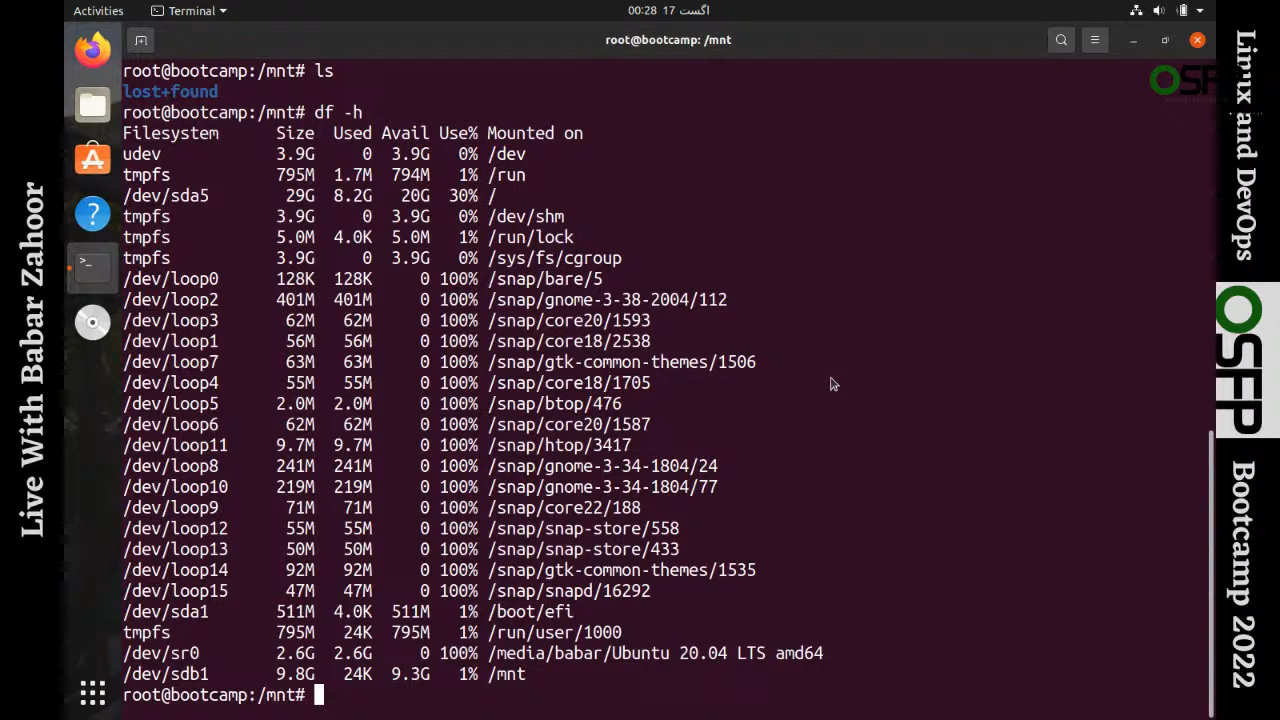 Activities
Terminal
اگست 17 00:28
root@bootcamp: /mnt
root@bootcamp:/mnt# ls
lost+found
root@bootcamp:/mnt# df -h
Filesystem Size Used Avail Use% Mounted on
udev 3.9G 0 3.9G 0% /dev
tmpfs 795M 1.7M 794M 1% /run
/dev/sda5 29G 8.2G 20G 30% /
tmpfs 3.9G 0 3.9G 0% /dev/shm
tmpfs 5.0M 4.0K 5.0M 1% /run/lock
tmpfs 3.9G 0 3.9G 0% /sys/fs/cgroup
/dev/loop0 128K 128K 0 100% /snap/bare/5
/dev/loop2 401M 401M 0 100% /snap/gnome-3-38-2004/112
/dev/loop3 62M 62M 0 100% /snap/core20/1593
/dev/loop1 56M 56M 0 100% /snap/core18/2538
/dev/loop7 63M 63M 0 100% /snap/gtk-common-themes/1506
/dev/loop4 55M 55M 0 100% /snap/core18/1705
/dev/loop5 2.0M 2.0M 0 100% /snap/btop/476
/dev/loop6 62M 62M 0 100% /snap/core20/1587
/dev/loop11 9.7M 9.7M 0 100% /snap/htop/3417
/dev/loop8 241M 241M 0 100% /snap/gnome-3-34-1804/24
/dev/loop10 219M 219M 0 100% /snap/gnome-3-34-1804/77
/dev/loop9 71M 71M 0 100% /snap/core22/188
/dev/loop12 55M 55M 0 100% /snap/snap-store/558
/dev/loop13 50M 50M 0 100% /snap/snap-store/433
/dev/loop14 92M 92M 0 100% /snap/gtk-common-themes/1535
/dev/loop15 47M 47M 0 100% /snap/snapd/16292
/dev/sda1 511M 4.0K 511M 1% /boot/efi
tmpfs 795M 24K 795M 1% /run/user/1000
/dev/sr0 2.6G 2.6G 0 100% /media/babar/Ubuntu 20.04 LTS amd64
/dev/sdb1 9.8G 24K 9.3G 1% /mnt
root@bootcamp:/mnt#
Live With Babar Zahoor
Linux and DevOps
OSFP
Bootcamp 2022
OSFP